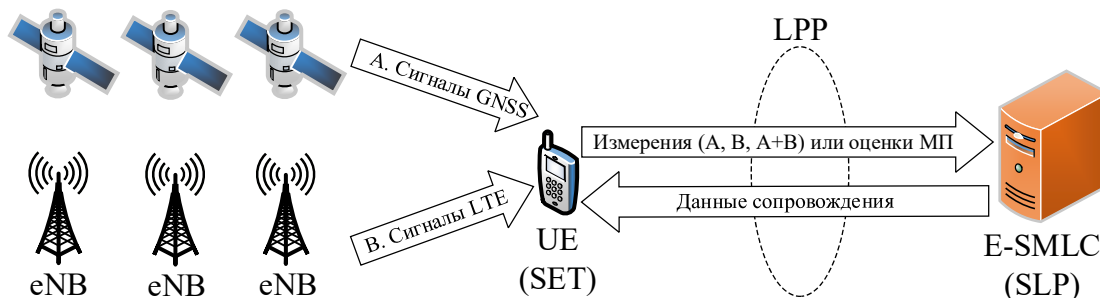 LPP
A. Сигналы GNSS
Измерения (A, B, A+B) или оценки МП
Данные сопровождения
B. Сигналы LTE
eNB
eNB
eNB
UE
(SET)
E-SMLC
(SLP)